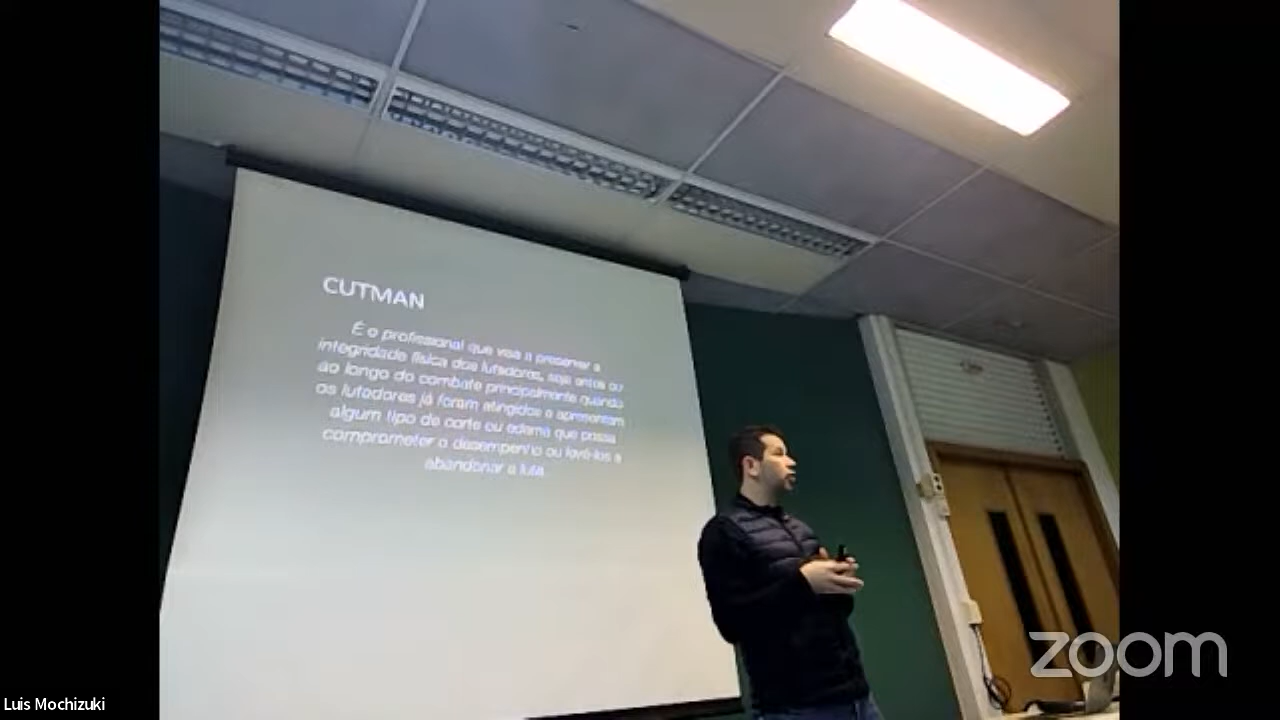 CUTMAN
É o profissional que visa a preservar a
integridade física dos lutadores, seja antes ou
ao longo do combate principalmente quando
os lutadores já foram atingidos e apresentam
algum tipo de corte ou edema que possa
comprometer o desempenho ou levá-los a
abandonar a luta
zoom
Luis Mochizuki